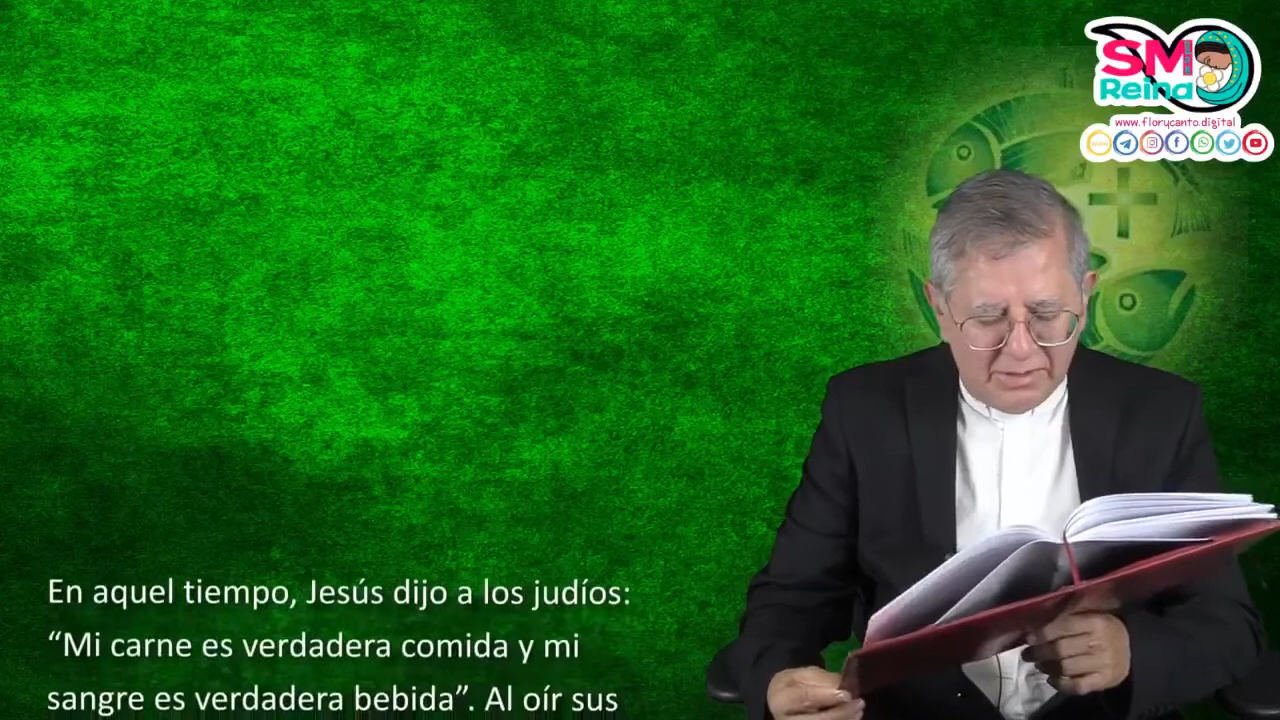 SM
Reina
www.florycanto.digital
En aquel tiempo, Jesús dijo a los judíos:
“Mi carne es verdadera comida y mi
sangre es verdadera bebida”. Al oír sus